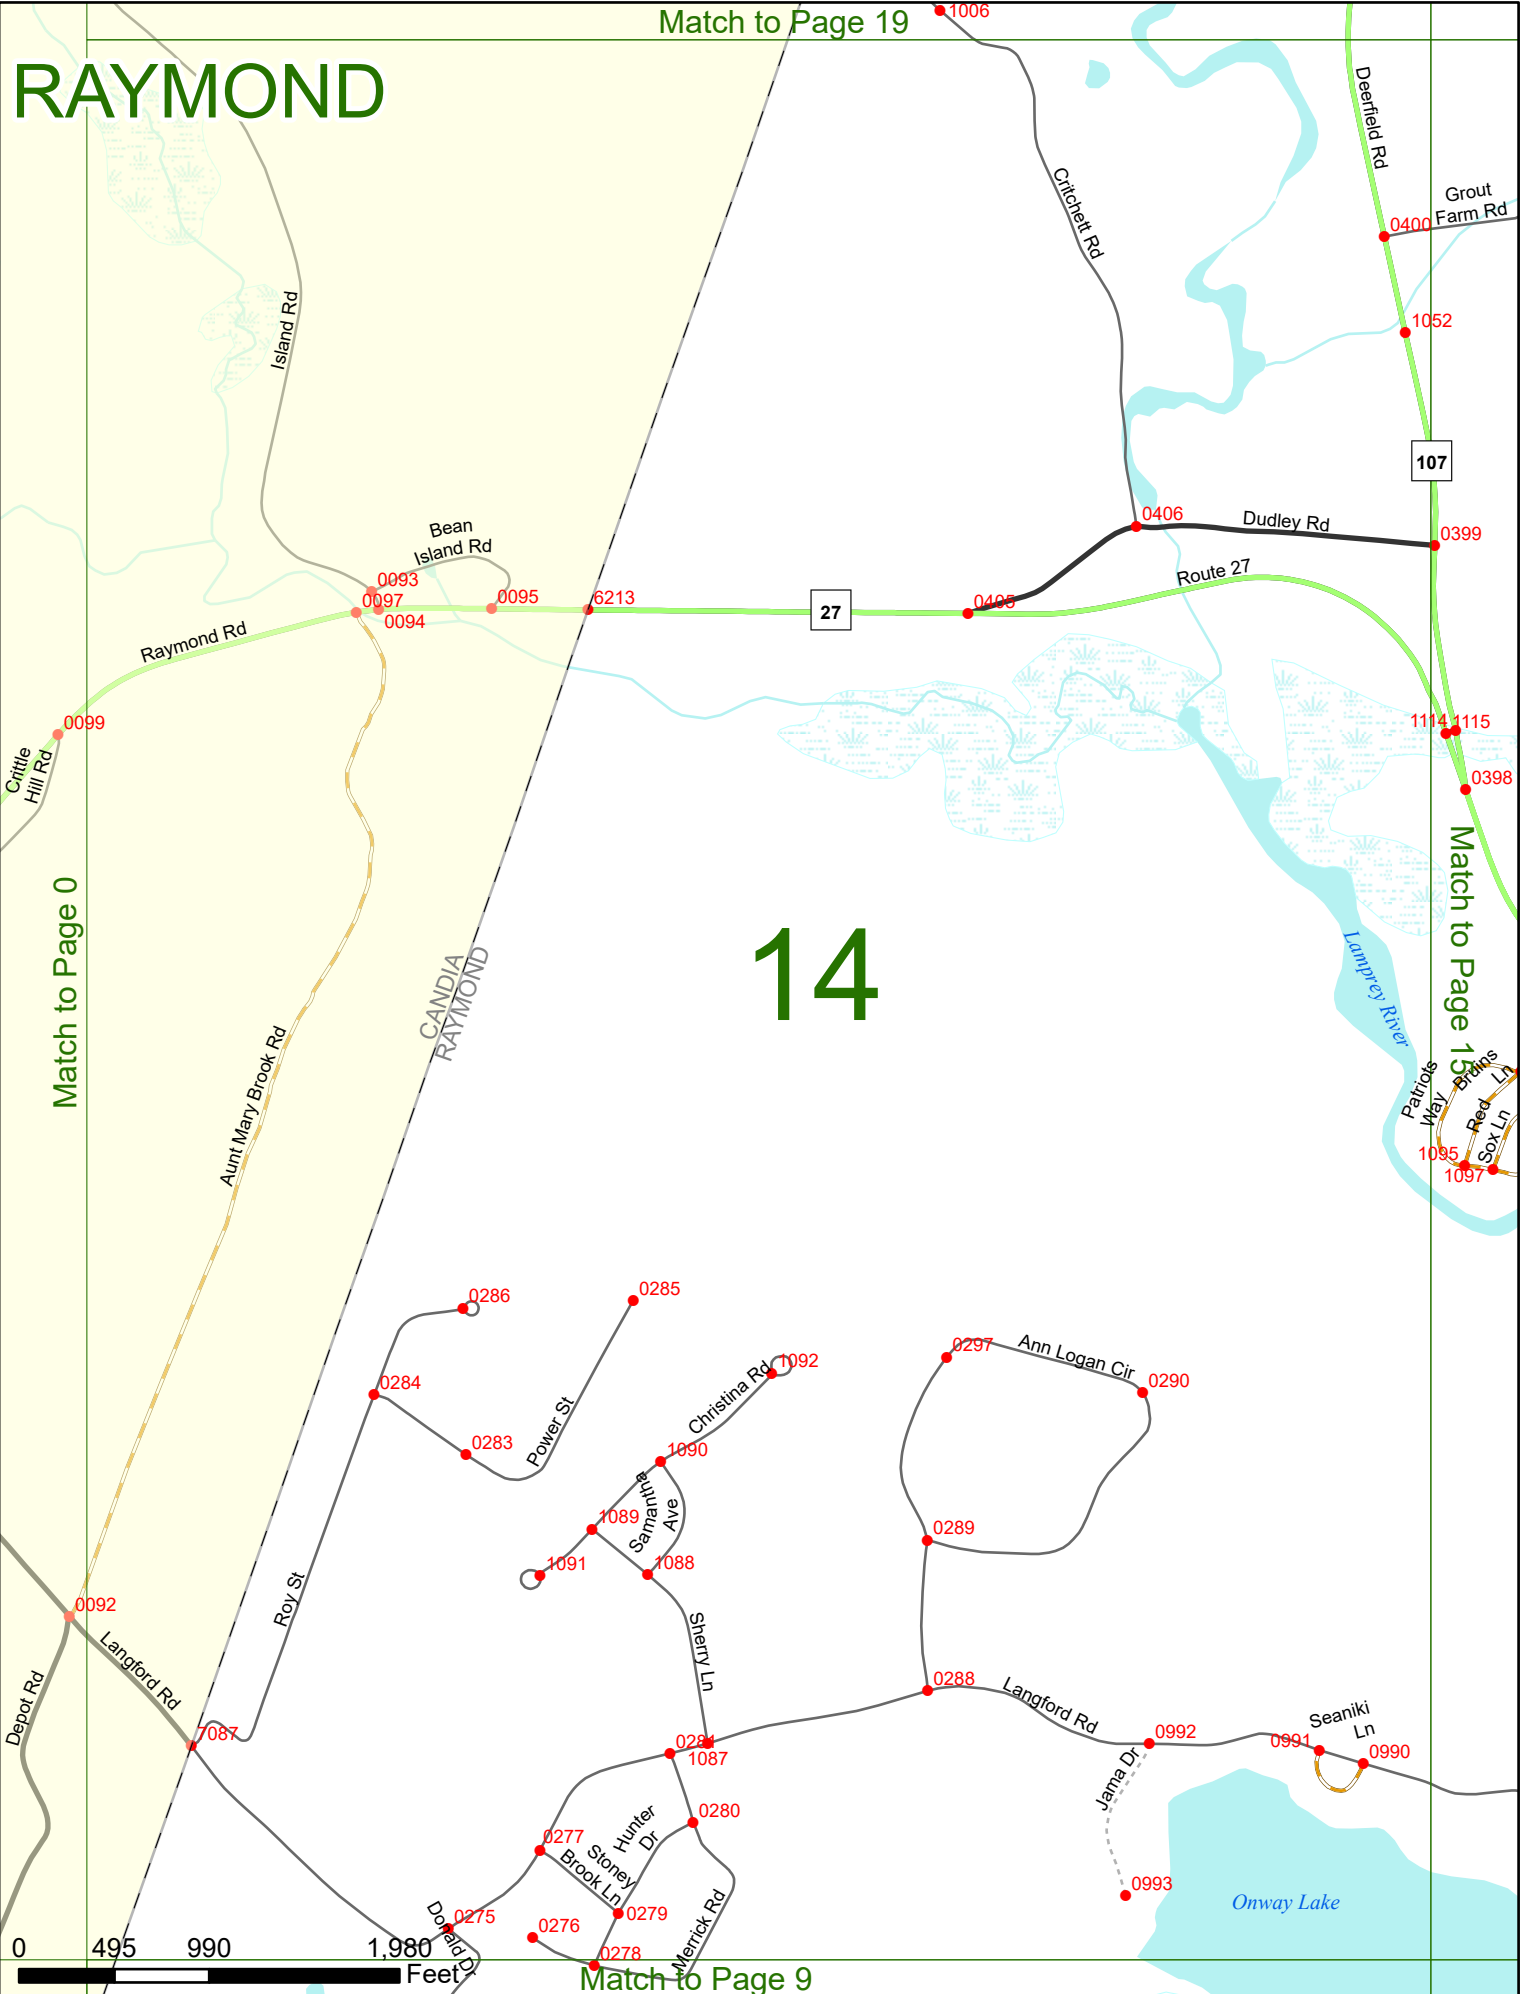 Match to Page 19
1006
RAYMOND
Deerfield Rd
Grout
Farm Rd
0400
Critchett Rd
Island Rd
1052
107
0406
Dudley Rd
0399
Bean
Island Rd
Route 27
0093
0097
0094
0095
6213
27
0405
Raymond Rd
0099
1114
1115
0398
Crittle
Hill Rd
Match to Page 0
Match to Page 15
CANDIA
RAYMOND
14
Lamprey River
Aunt Mary Brook Rd
Patriots
Way
Bruins
Ln
Red
Sox Ln
1095
1097
0286
0285
0284
0283
Power St
Christina Rd
1092
1090
Samantha
Ave
1089
1091
1088
0297
Ann Logan Cir
0290
0289
Roy St
0092
Langford Rd
Depot Rd
7087
Sherry Ln
0288
Langford Rd
0281
1087
0992
Seaniki
Ln
0991
0990
Jama Dr
0280
Hunter
Dr
0277
Stoney
Brook Ln
0993
Onway Lake
0275
Donald Dr
0276
0279
0278
Merrick Rd
0 495 990 1,980
Feet
Match to Page 9